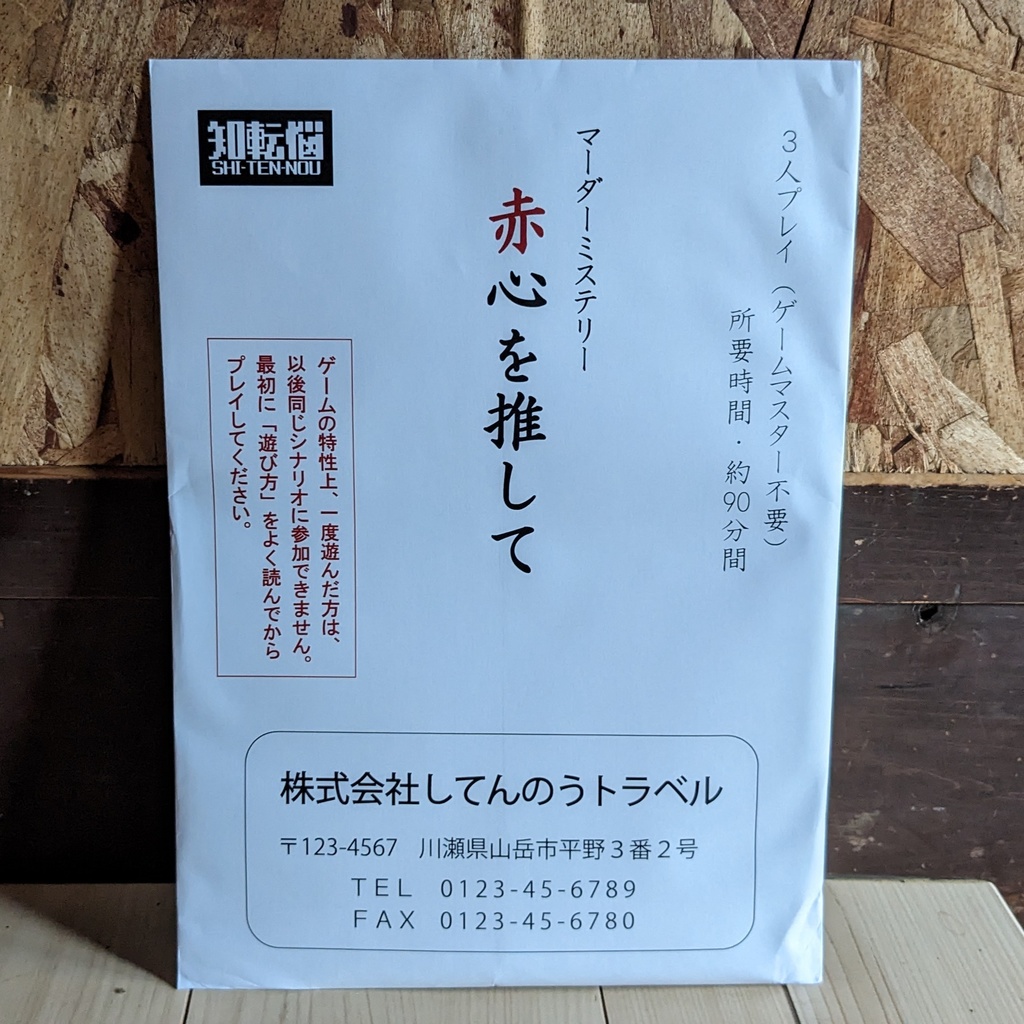 ３人プレイ（ゲームマスター不要）
所要時間・約90分間
マーダーミステリー
赤心を推して
知転悩
SHI-TEN-NOU
ゲームの特性上、一度遊んだ方は、
以後同じシナリオに参加できません。
最初に「遊び方」をよく読んでから
プレイしてください。
株式会社してんのうトラベル
〒123-4567　川瀬県山岳市平野３番２号
ＴＥＬ　0123-45-6789
ＦＡＸ　0123-45-6780